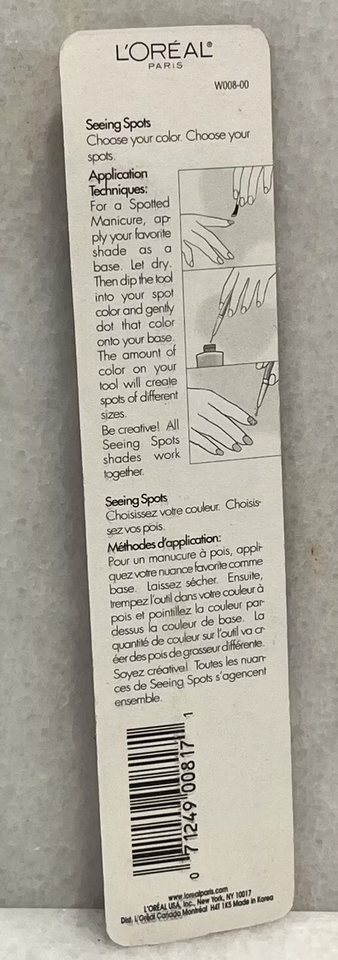 L'ORÉAL®
PARIS
W008-00
Seeing Spots
Choose your color. Choose your
spots.
Application
Techniques:
For a Spotted
Manicure, ap-
ply your favorite
shade as a
base. Let dry.
Then dip the tool
into your spot
color and gently
dot that color
onto your base.
The amount of
color on your
tool will create
spots of different
sizes.
Be creative! All
Seeing Spots
shades work
together.
Seeing Spots
Choisissez votre couleur. Choisis-
sez vos pois.
Méthodes d'application:
Pour un manucure à pois, appli-
quez votre nuance favorite comme
base. Laissez sécher. Ensuite,
trempez l'outil dans votre couleur à
pois et pointillez la couleur par-
dessus la couleur de base. La
quantité de couleur sur l'outil va cr-
éer des pois de grosseur différente.
Soyez créative! Toutes les nuan-
ces de Seeing Spots s'agencent
ensemble.
0 71249 00817 1
www.lorealparis.com
L'ORÉAL USA, Inc., New York, NY 10017
Dist. L'Oréal Canada Montréal H4T 1K5 Made in Korea